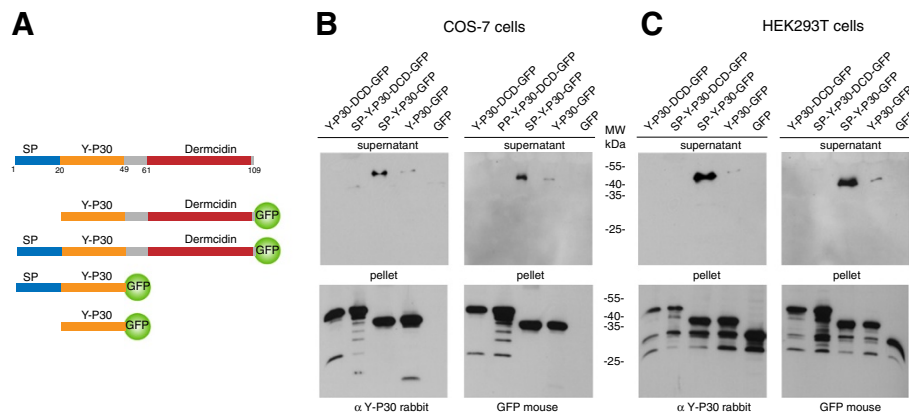 A
SP Y-P30 Dermcidin
1 20 49 61 109
Y-P30 Dermcidin
GFP
SP Y-P30 Dermcidin
GFP
SP Y-P30
GFP
Y-P30
GFP
B
COS-7 cells
Y-P30-DCD-GFP
SP-Y-P30-DCD-GFP
SP-Y-P30-GFP
Y-P30-GFP
GFP
Y-P30-DCD-GFP
PP-Y-P30-DCD-GFP
SP-Y-P30-GFP
Y-P30-GFP
GFP
supernatant supernatant
pellet pellet
α Y-P30 rabbit GFP mouse
MW
kDa
-55-
-40-
-35-
-25-
-55-
-40-
-35-
-25-
C
HEK293T cells
Y-P30-DCD-GFP
SP-Y-P30-DCD-GFP
SP-Y-P30-GFP
Y-P30-GFP
GFP
Y-P30-DCD-GFP
SP-Y-P30-DCD-GFP
SP-Y-P30-GFP
Y-P30-GFP
GFP
supernatant supernatant
pellet pellet
α Y-P30 rabbit GFP mouse